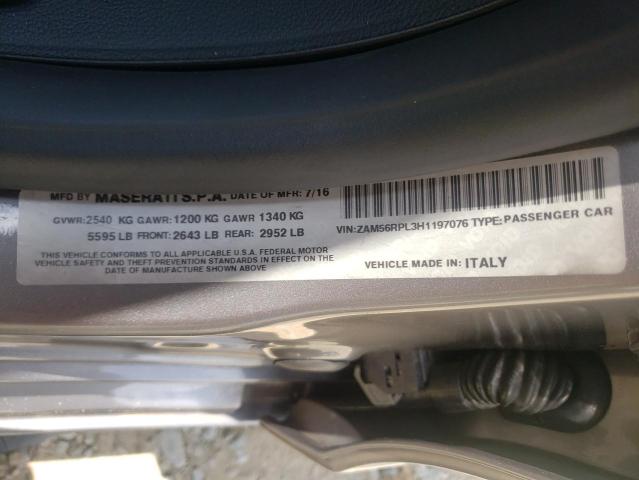 MFD BY MASERATI S.P.A. DATE OF MFR: 7/16
GVWR: 2540 KG GAWR: 1200 KG GAWR 1340 KG
5595 LB FRONT: 2643 LB REAR: 2952 LB
THIS VEHICLE CONFORMS TO ALL APPLICABLE U.S.A. FEDERAL MOTOR
VEHICLE SAFETY AND THEFT PREVENTION STANDARDS IN EFFECT ON THE
DATE OF MANUFACTURE SHOWN ABOVE
VIN: ZAM56RPL3H1197076 TYPE: PASSENGER CAR
VEHICLE MADE IN: ITALY